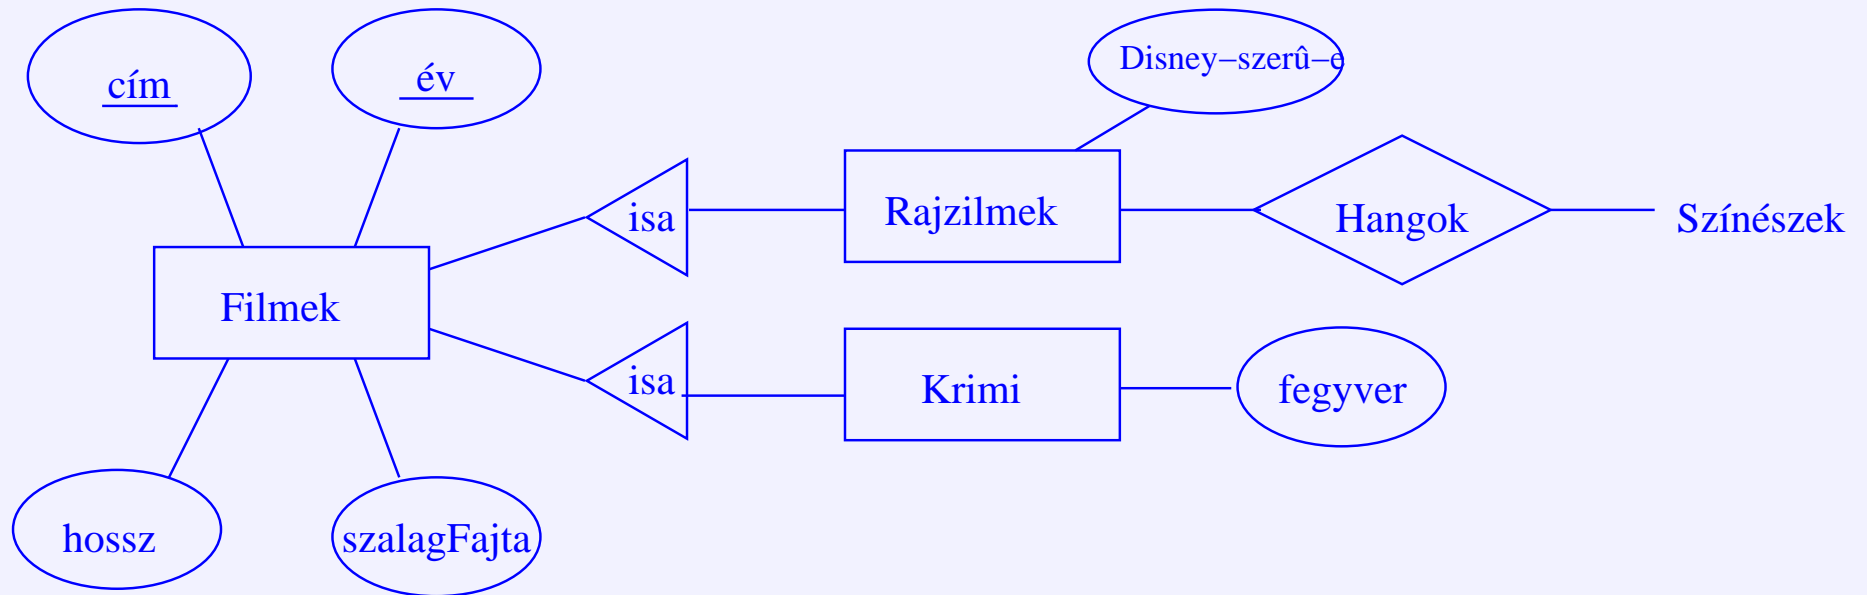 cím
év
Disney–szerû–e
isa
Rajzilmek
Hangok
Színészek
Filmek
isa
Krimi
fegyver
hossz
szalagFajta